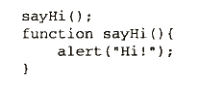 sayHi();
function sayHi(){
    alert("Hi!");
}